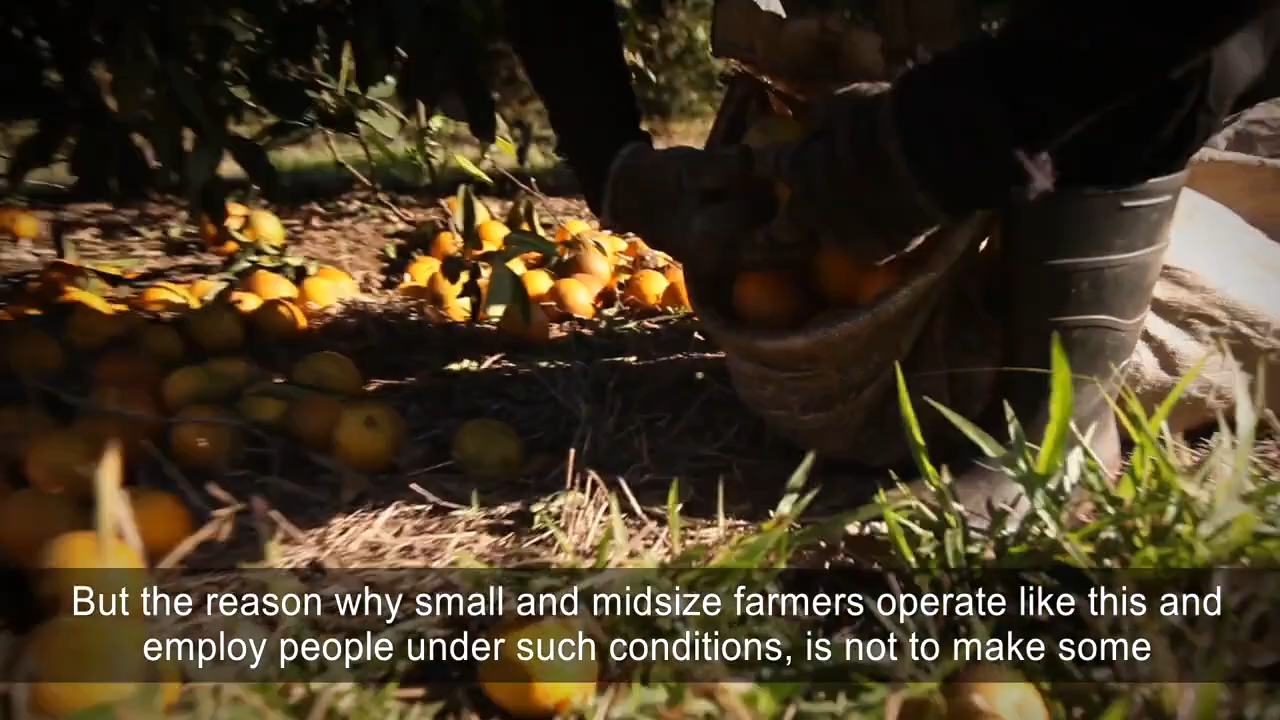 But the reason why small and midsize farmers operate like this and
employ people under such conditions, is not to make some